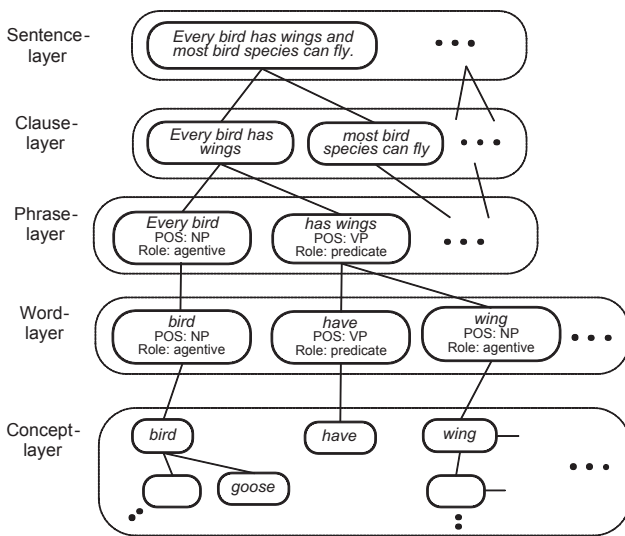 Sentence-
layer
Every bird has wings and
most bird species can fly.
Clause-
layer
Every bird has
wings
most bird
species can fly
Phrase-
layer
Every bird
POS: NP
Role: agentive
has wings
POS: VP
Role: predicate
Word-
layer
bird
POS: NP
Role: agentive
have
POS: VP
Role: predicate
wing
POS: NP
Role: agentive
Concept-
layer
bird
have
wing
goose